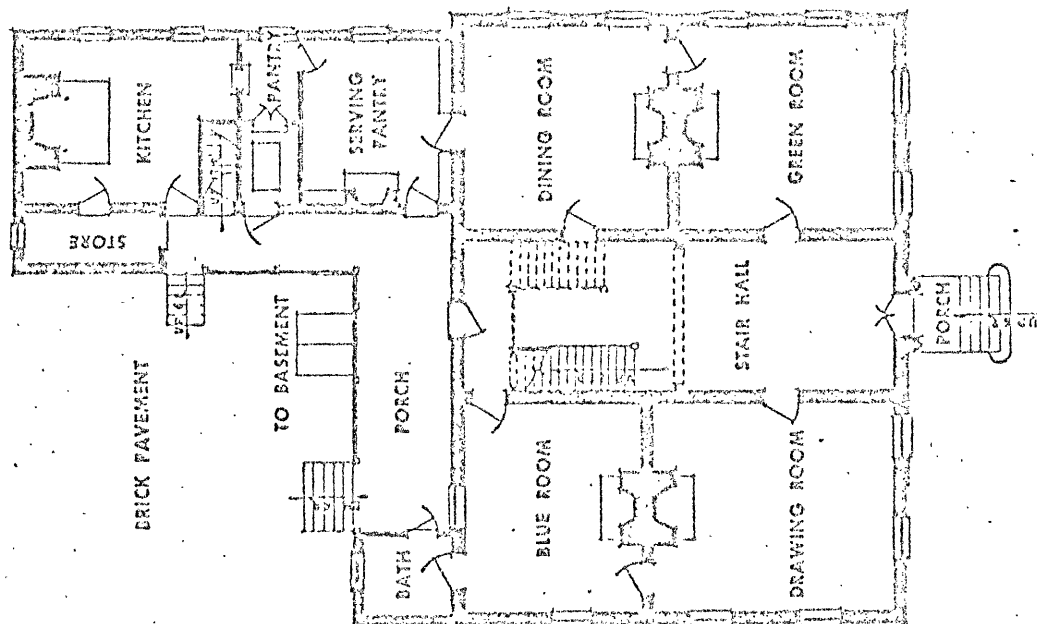 KITCHEN
PANTRY
SERVING
PANTRY
DINING ROOM
GREEN ROOM
STORE
STAIR HALL
PORCH
BRICK PAVEMENT
TO BASEMENT
PORCH
BATH
BLUE ROOM
DRAWING ROOM